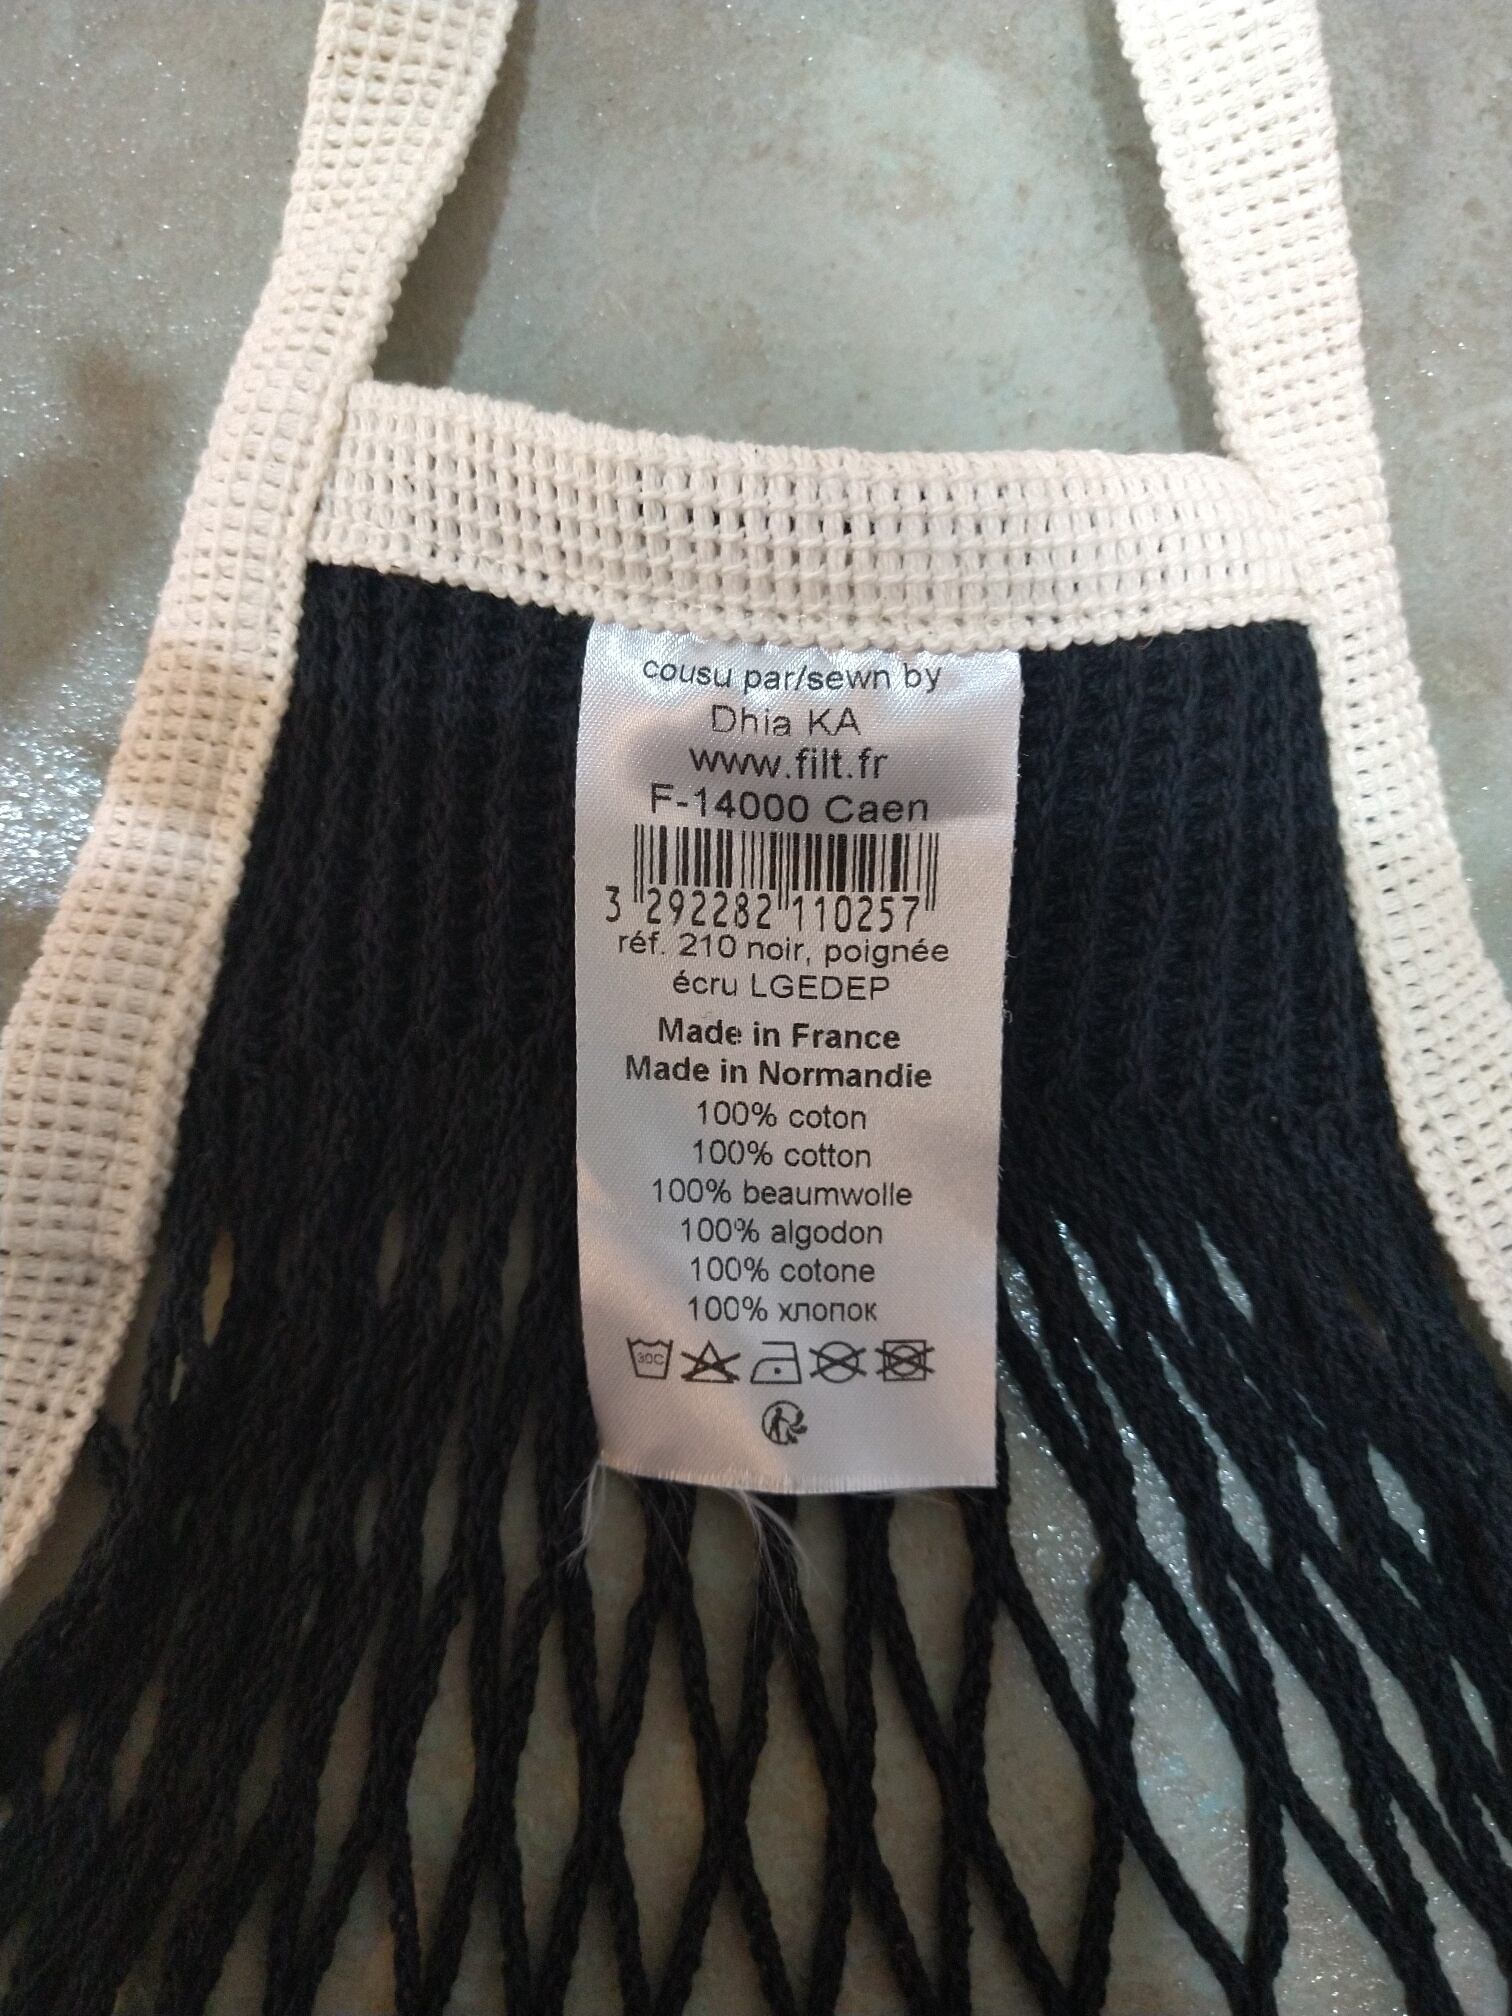 cousu par/sewn by
Dhia KA
www.filt.fr
F-14000 Caen
3 292282 110257
réf. 210 noir, poignée
écru LGEDEP
Made in France
Made in Normandie
100% coton
100% cotton
100% beaumwolle
100% algodon
100% cotone
100% хлопок
30C